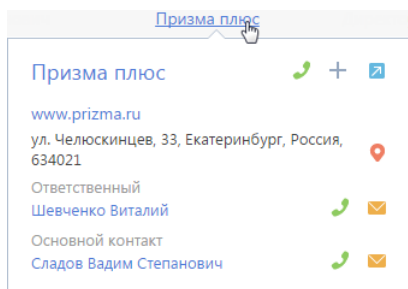 Призма плюс
Призма плюс
www.prizma.ru
ул. Челюскинцев, 33, Екатеринбург, Россия,
634021
Ответственный
Шевченко Виталий
Основной контакт
Сладов Вадим Степанович